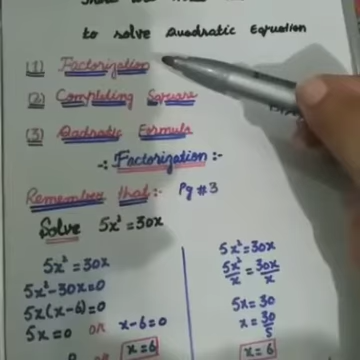 to solve Quadratic Equation
(1) Factorization
(2) Completing Square
(3) Qadratic Formula
-: Factorization :-
Remember that:- Pg #3
Solve 5x² = 30x
5x² = 30x
5x² - 30x = 0
5x(x - 6) = 0
5x = 0 or x - 6 = 0
or x = 6
5x² = 30x
5x²/x = 30x/x
5x = 30
x = 30/5
x = 6